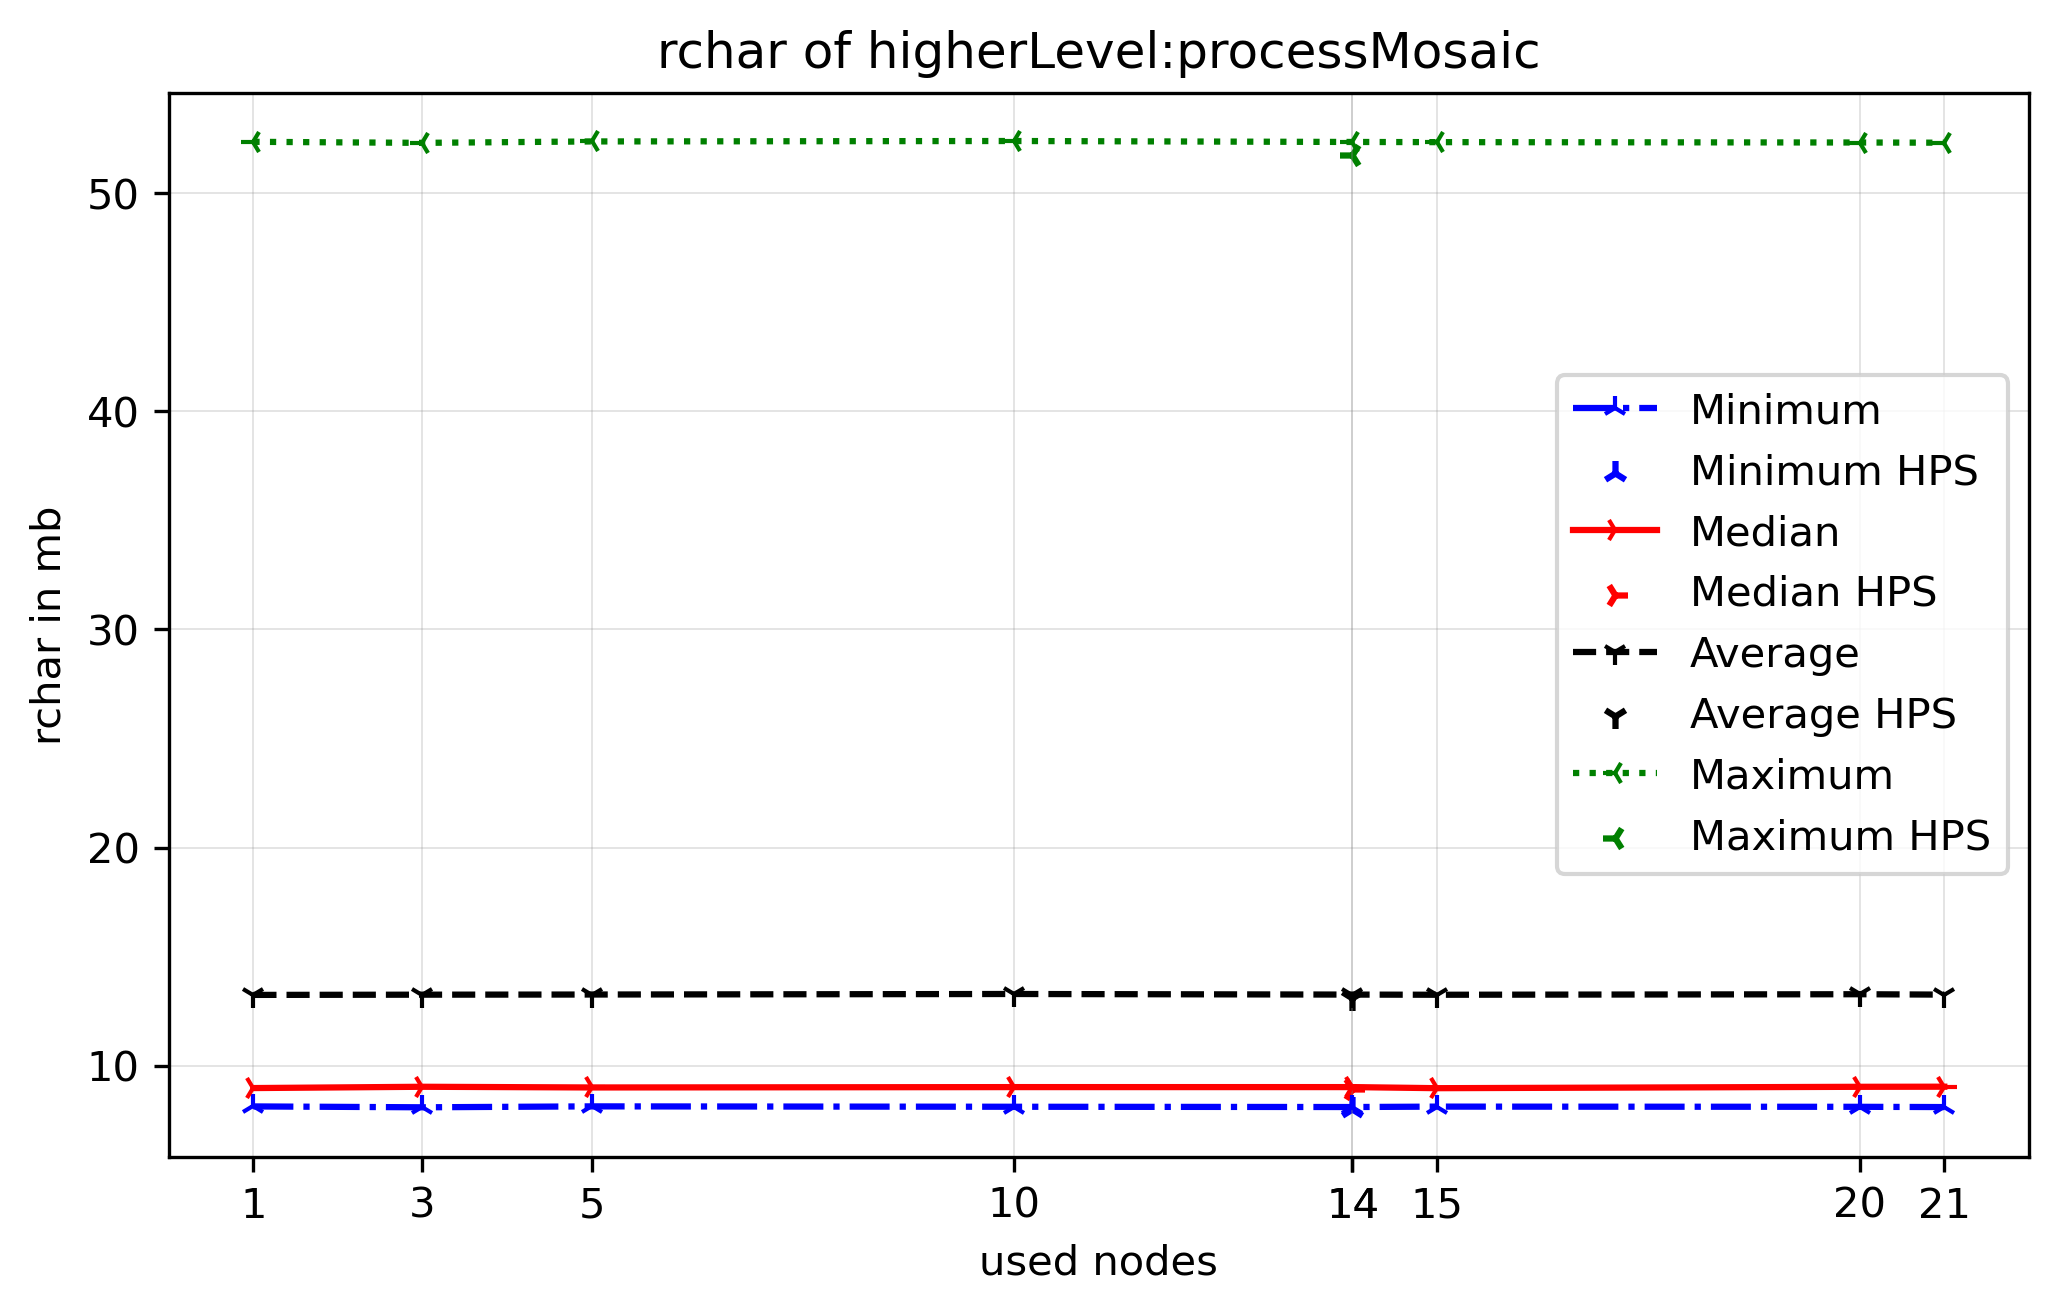 rchar of higherLevel:processMosaic
rchar in mb
50
40
30
20
10
Minimum
Minimum HPS
Median
Median HPS
Average
Average HPS
Maximum
Maximum HPS
1 3 5 10 14 15 20 21
used nodes